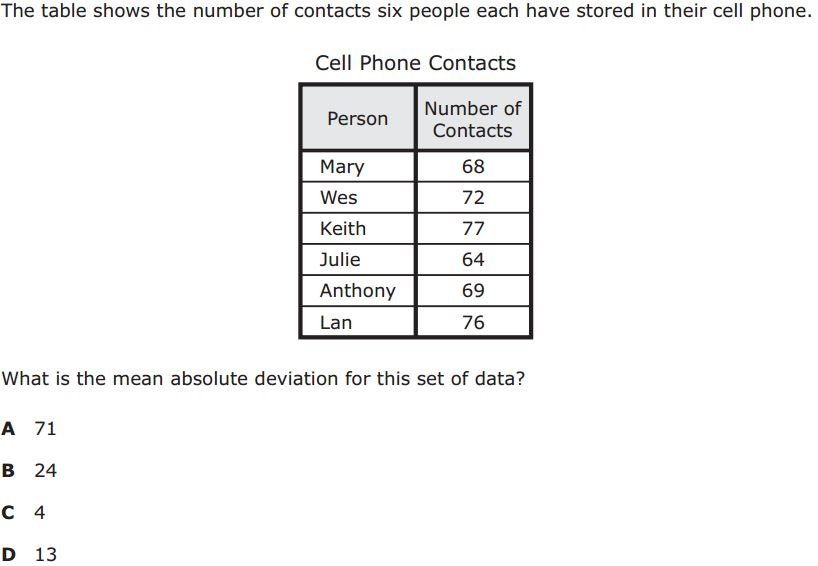 The table shows the number of contacts six people each have stored in their cell phone.
Cell Phone Contacts
Person Number of Contacts
Mary 68
Wes 72
Keith 77
Julie 64
Anthony 69
Lan 76
What is the mean absolute deviation for this set of data?
A 71
B 24
C 4
D 13